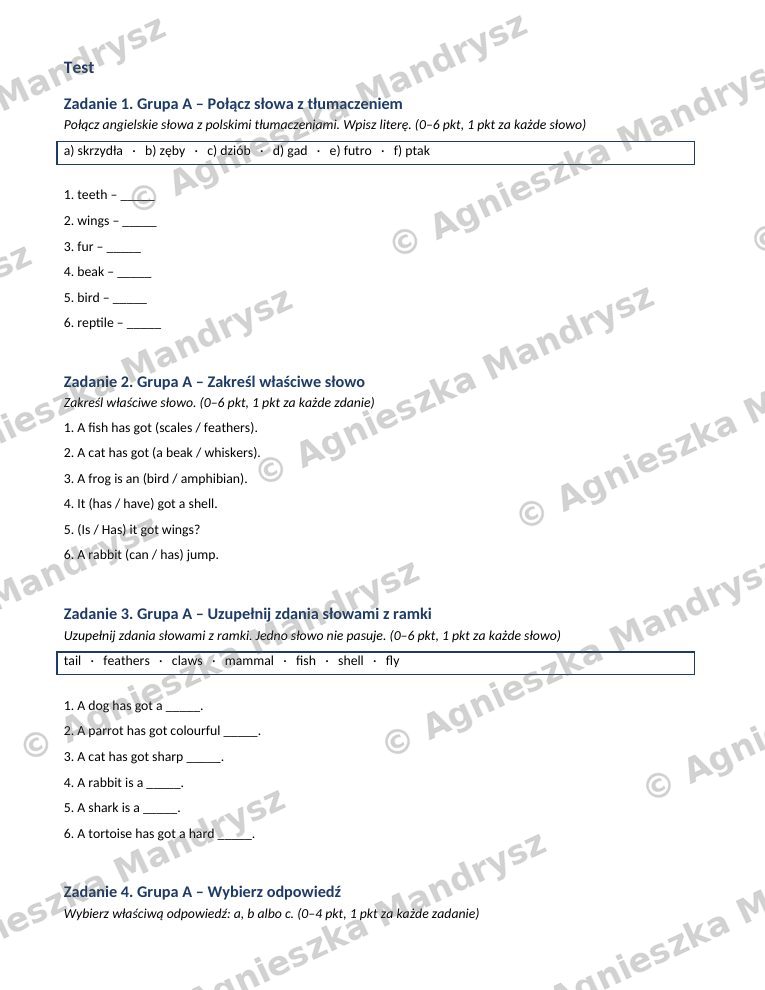 Test
Zadanie 1. Grupa A – Połącz słowa z tłumaczeniem
Połącz angielskie słowa z polskimi tłumaczeniami. Wpisz literę. (0–6 pkt, 1 pkt za każde słowo)
a) skrzydła · b) zęby · c) dziób · d) gad · e) futro · f) ptak
1. teeth – _____
2. wings – _____
3. fur – _____
4. beak – _____
5. bird – _____
6. reptile – _____
Zadanie 2. Grupa A – Zakreśl właściwe słowo
Zakreśl właściwe słowo. (0–6 pkt, 1 pkt za każde zdanie)
1. A fish has got (scales / feathers).
2. A cat has got (a beak / whiskers).
3. A frog is an (bird / amphibian).
4. It (has / have) got a shell.
5. (Is / Has) it got wings?
6. A rabbit (can / has) jump.
Zadanie 3. Grupa A – Uzupełnij zdania słowami z ramki
Uzupełnij zdania słowami z ramki. Jedno słowo nie pasuje. (0–6 pkt, 1 pkt za każde słowo)
tail · feathers · claws · mammal · fish · shell · fly
1. A dog has got a _____.
2. A parrot has got colourful _____.
3. A cat has got sharp _____.
4. A rabbit is a _____.
5. A shark is a _____.
6. A tortoise has got a hard _____.
Zadanie 4. Grupa A – Wybierz odpowiedź
Wybierz właściwą odpowiedź: a, b albo c. (0–4 pkt, 1 pkt za każde zadanie)
© Agnieszka Mandrysz